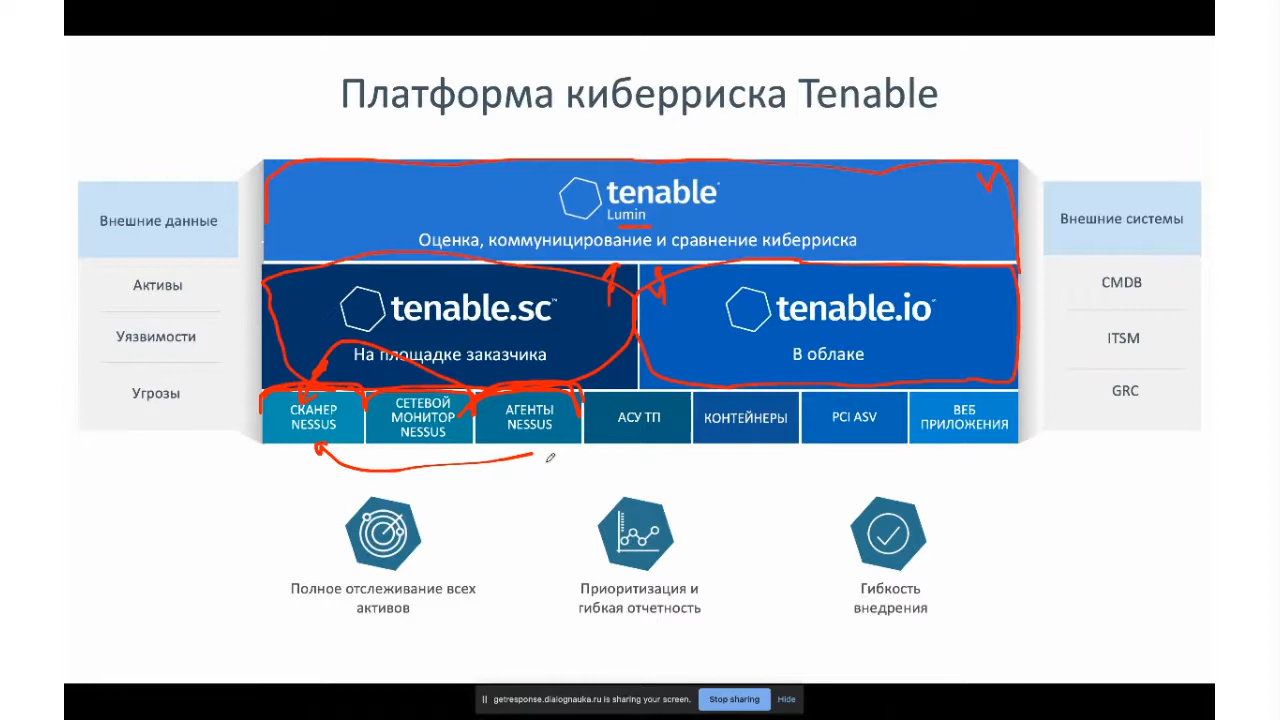 Платформа киберриска Tenable
tenable
Lumin
Оценка, коммуницирование и сравнение киберриска
Внешние данные
Активы
Уязвимости
Угрозы
tenable.sc™
На площадке заказчика
tenable.io™
В облаке
Внешние системы
CMDB
ITSM
GRC
СКАНЕР
NESSUS
СЕТЕВОЙ
МОНИТОР
NESSUS
АГЕНТЫ
NESSUS
АСУ ТП
КОНТЕЙНЕРЫ
PCI ASV
ВЕБ
ПРИЛОЖЕНИЯ
Полное отслеживание всех
активов
Приоритизация и
гибкая отчетность
Гибкость
внедрения
getresponse.dialognauka.ru is sharing your screen.
Stop sharing
Hide